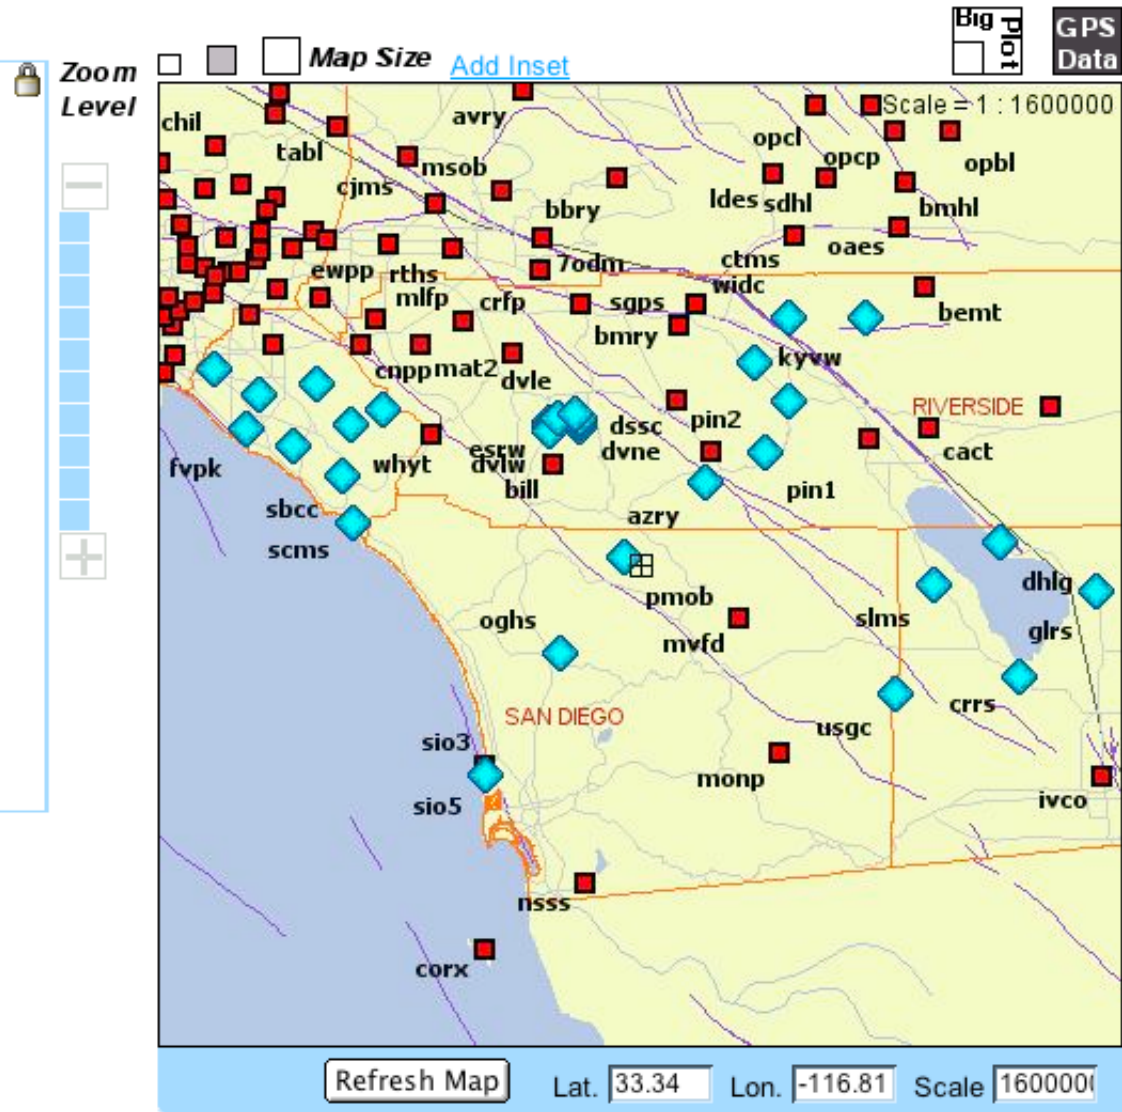 Big
Plot
GPS
Data
Zoom
Level
Map Size
Add Inset
Scale = 1 : 1600000
chil
avry
tabl
opcl
opcp
opbl
msob
cjms
ldes
sdhl
bmhl
bbry
oaes
ctms
7odm
ewpp
rths
widc
mlfp
crfp
sgps
bemt
bmry
kyvw
cnpp
mat2
dvle
RIVERSIDE
pin2
dssc
cact
esrw
dvne
whyt
dvlw
fvpk
bill
pin1
sbcc
azry
scms
dhlg
pmob
oghs
slms
glrs
mvfd
crrs
SAN DIEGO
usgc
sio3
monp
ivco
sio5
nsss
corx
Refresh Map
Lat. 33.34
Lon. -116.81
Scale 1600000